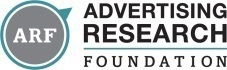 ARF
ADVERTISING
RESEARCH
FOUNDATION